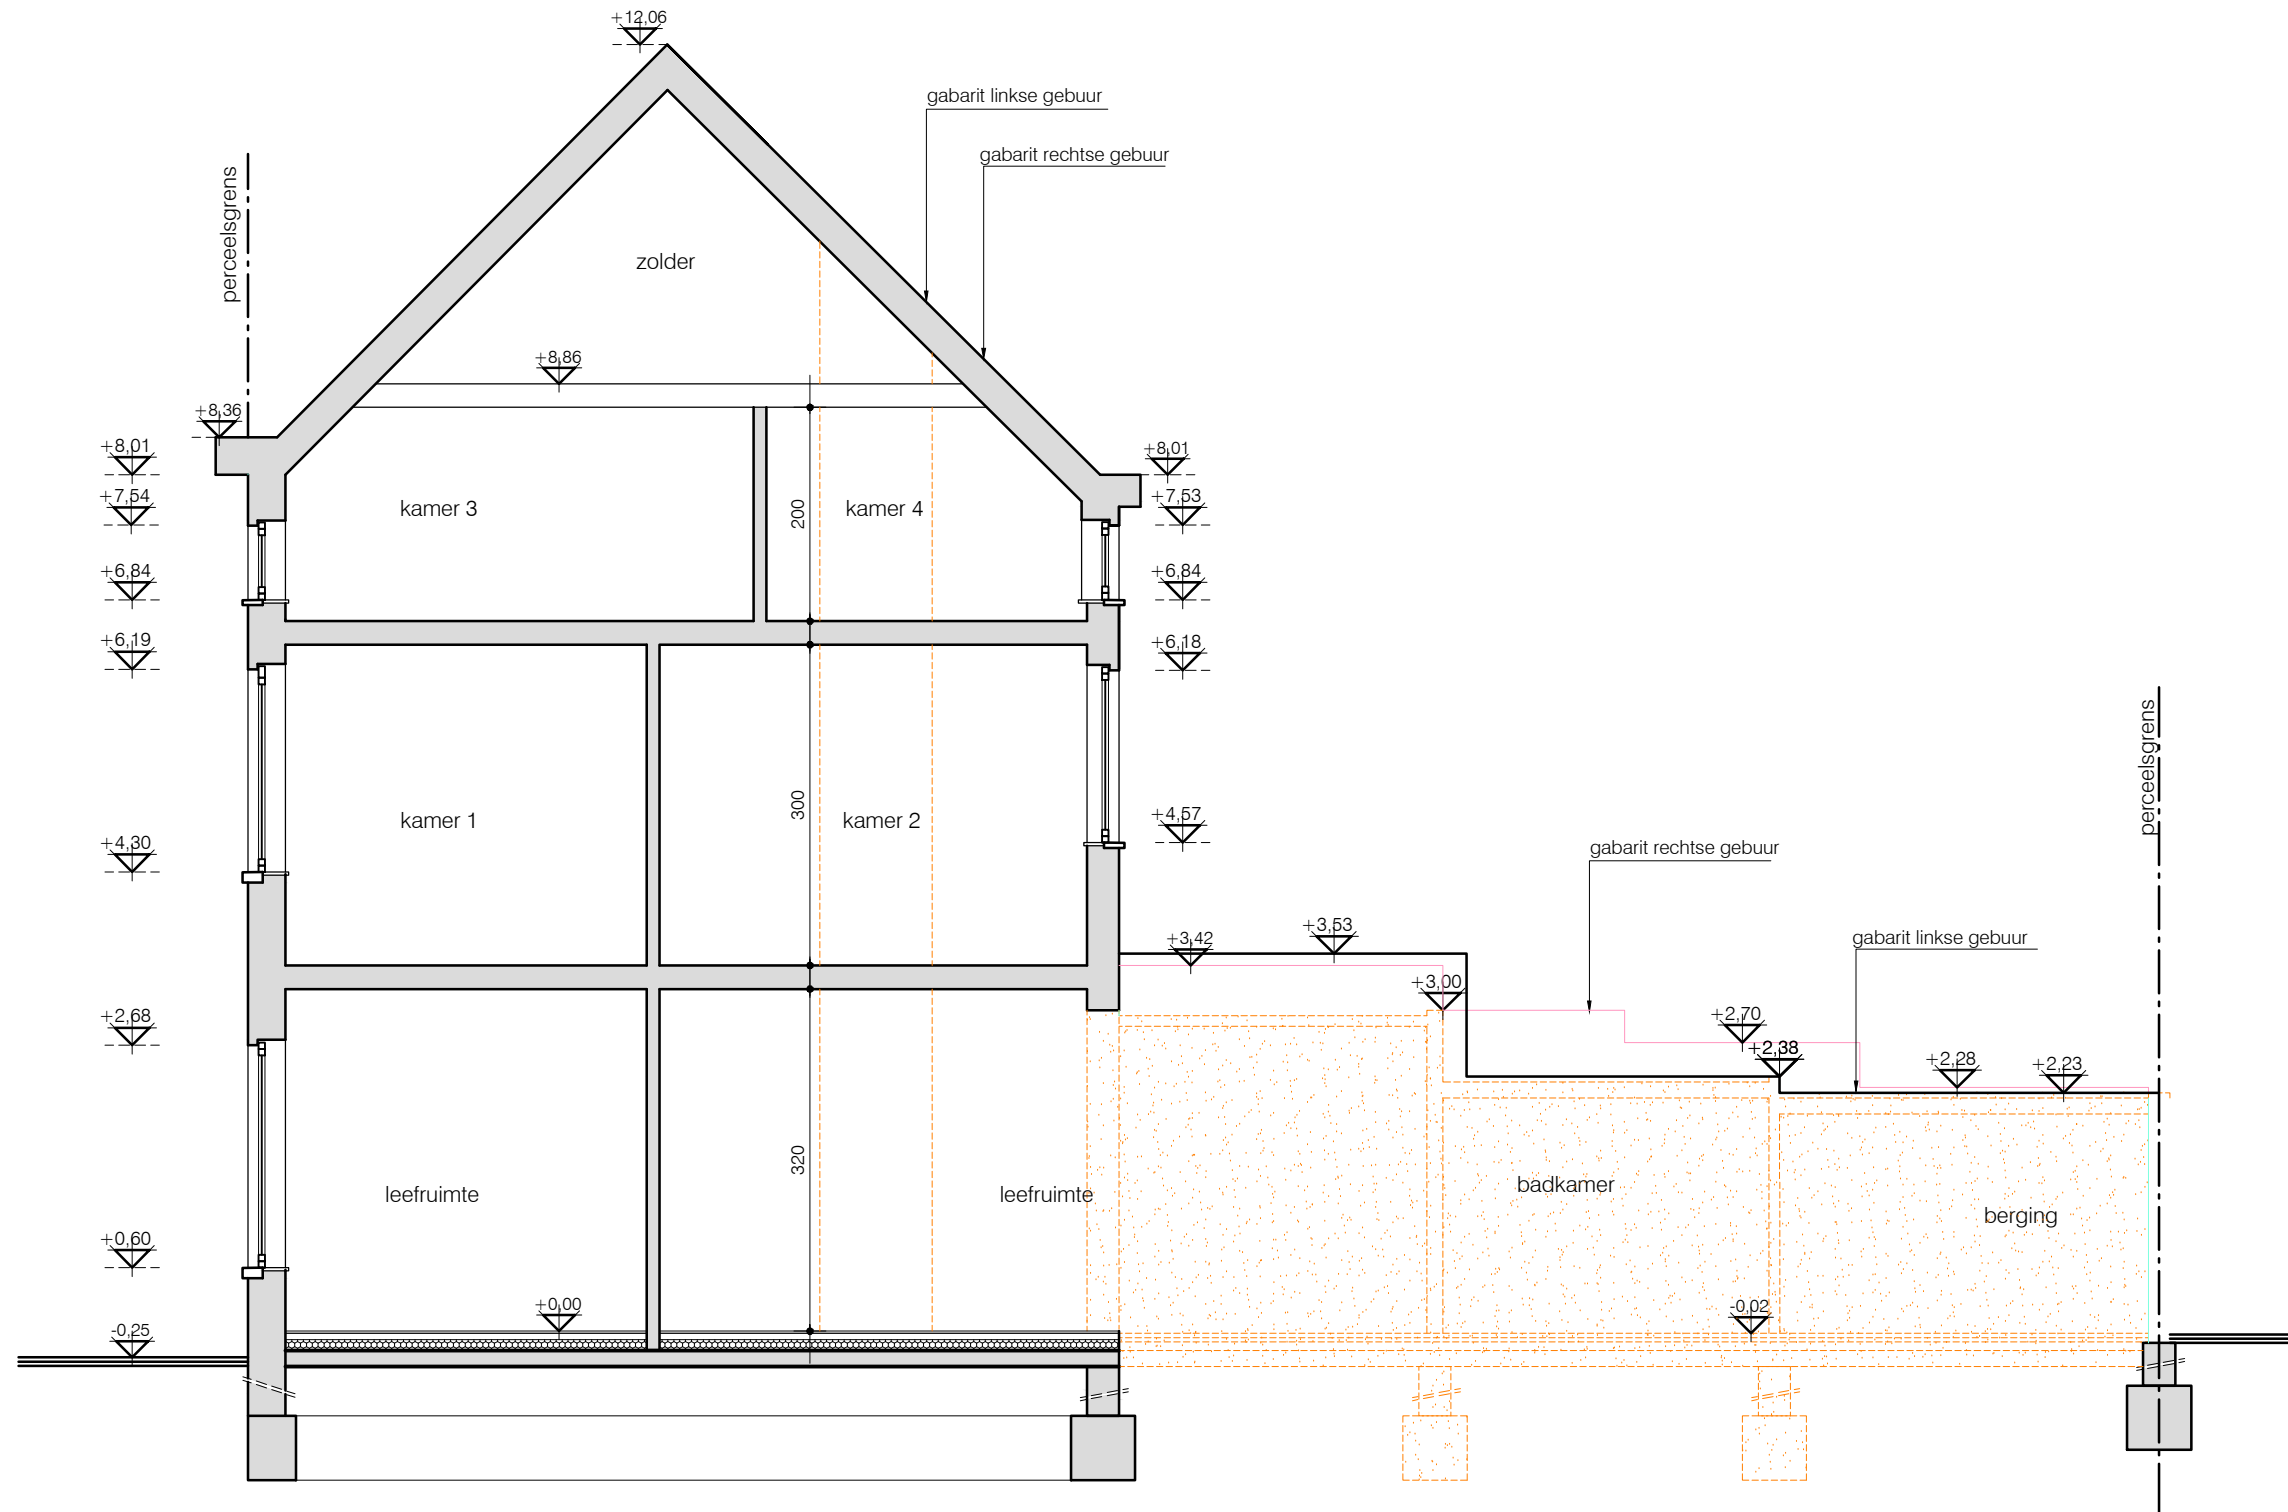 +12,06
gabarit linkse gebuur
gabarit rechtse gebuur
perceelsgrens
zolder
+8,86
+8,36
+8,01
+8,01
+7,54
+7,53
kamer 3
200
kamer 4
+6,84
+6,84
+6,19
+6,18
perceelsgrens
kamer 1
300
kamer 2
+4,57
+4,30
gabarit rechtse gebuur
+3,42
+3,53
gabarit linkse gebuur
+3,00
+2,68
+2,70
+2,38
+2,28
+2,23
320
leefruimte
leefruimte
badkamer
berging
+0,60
+0,00
-0,02
-0,25